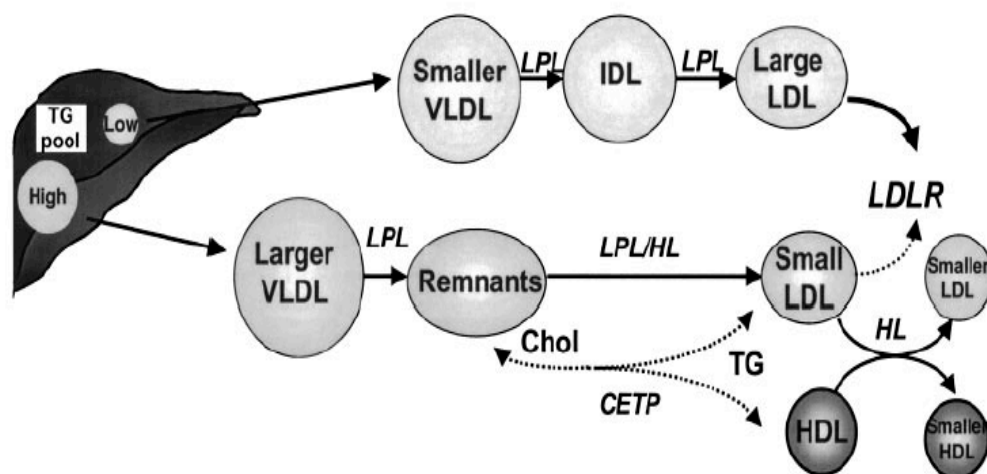 TG
pool
Low
High
Smaller
VLDL
LPL
IDL
LPL
Large
LDL
LDLR
Larger
VLDL
LPL
Remnants
LPL/HL
Small
LDL
Smaller
LDL
Chol
TG
CETP
HL
HDL
Smaller
HDL